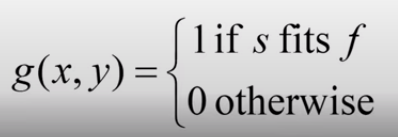 g(x, y) = { 1 if s fits f
0 otherwise